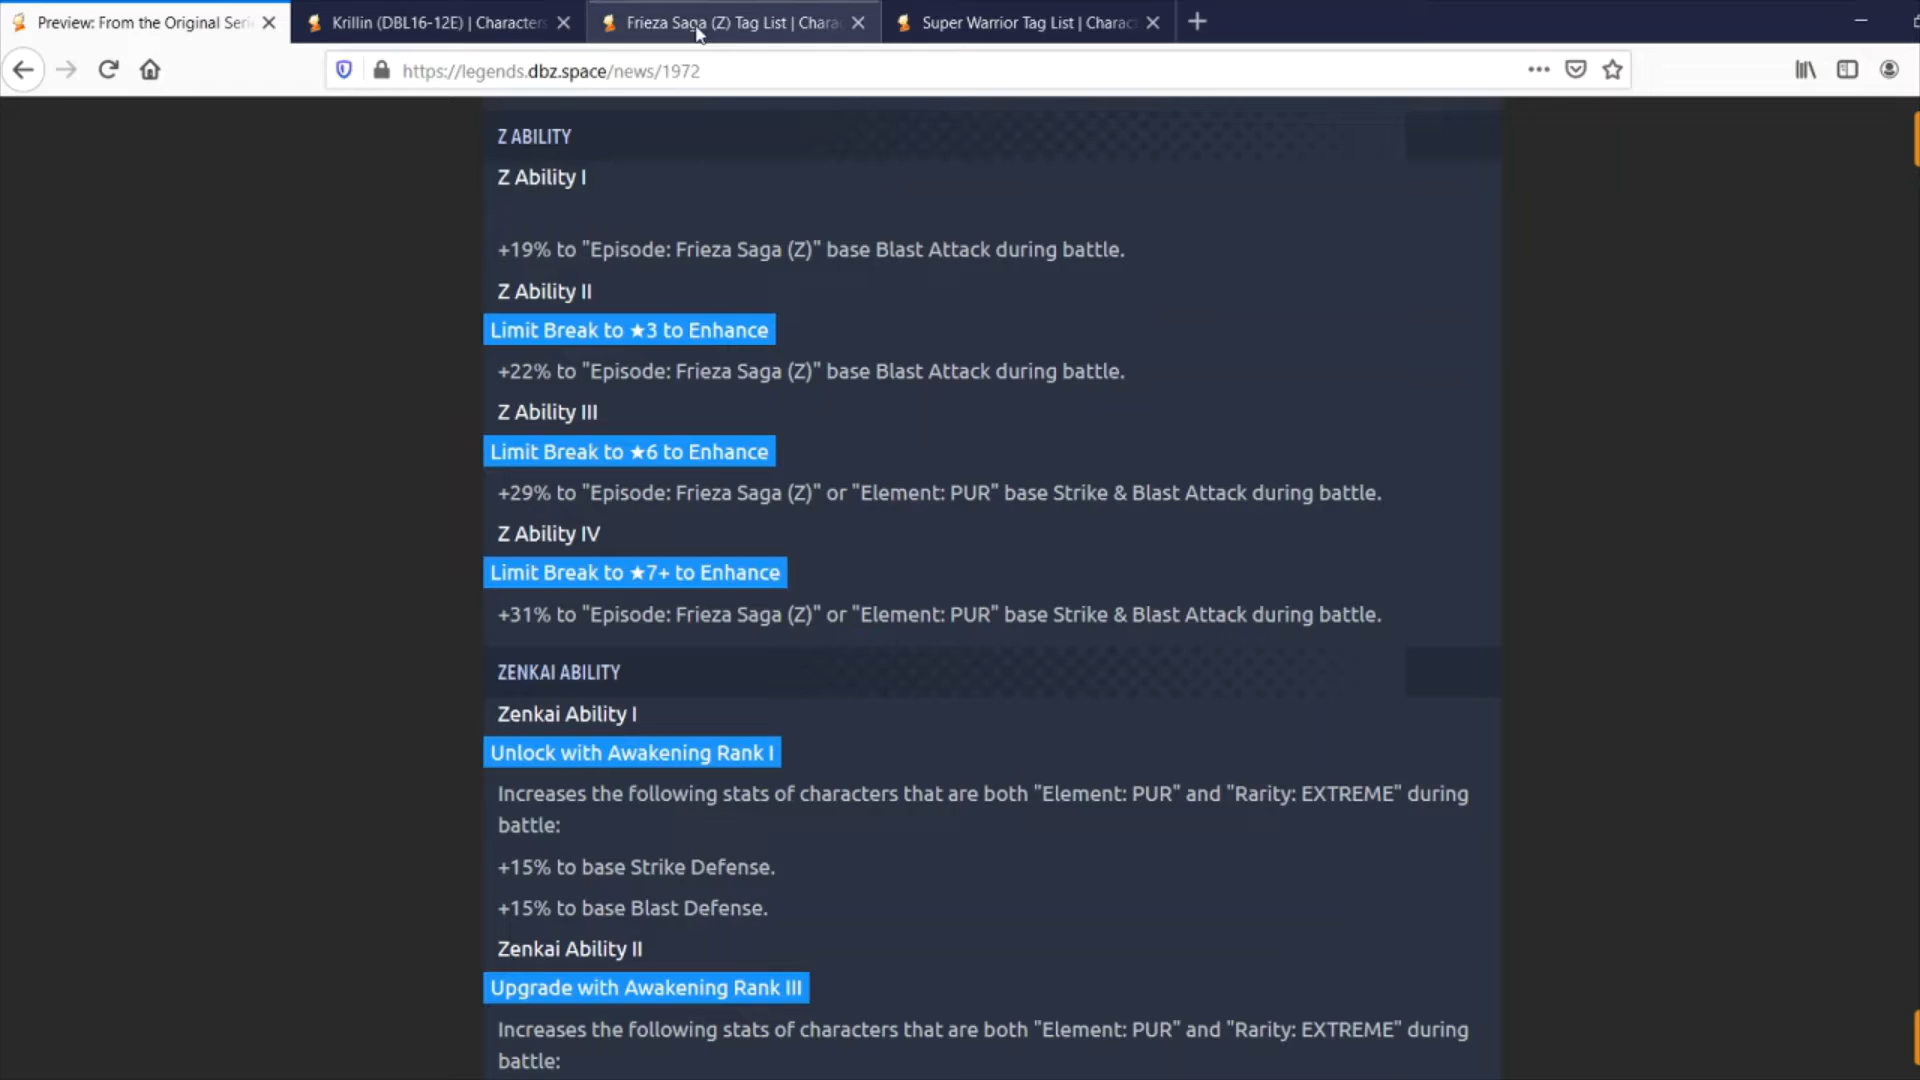 Preview: From the Original Seri
Krillin (DBL16-12E) | Characters
Frieza Saga (Z) Tag List | Chara
Super Warrior Tag List | Charac
https://legends.dbz.space/news/1972
Z ABILITY
Z Ability I
+19% to "Episode: Frieza Saga (Z)" base Blast Attack during battle.
Z Ability II
Limit Break to ★3 to Enhance
+22% to "Episode: Frieza Saga (Z)" base Blast Attack during battle.
Z Ability III
Limit Break to ★6 to Enhance
+29% to "Episode: Frieza Saga (Z)" or "Element: PUR" base Strike & Blast Attack during battle.
Z Ability IV
Limit Break to ★7+ to Enhance
+31% to "Episode: Frieza Saga (Z)" or "Element: PUR" base Strike & Blast Attack during battle.
ZENKAI ABILITY
Zenkai Ability I
Unlock with Awakening Rank I
Increases the following stats of characters that are both "Element: PUR" and "Rarity: EXTREME" during
battle:
+15% to base Strike Defense.
+15% to base Blast Defense.
Zenkai Ability II
Upgrade with Awakening Rank III
Increases the following stats of characters that are both "Element: PUR" and "Rarity: EXTREME" during
battle: